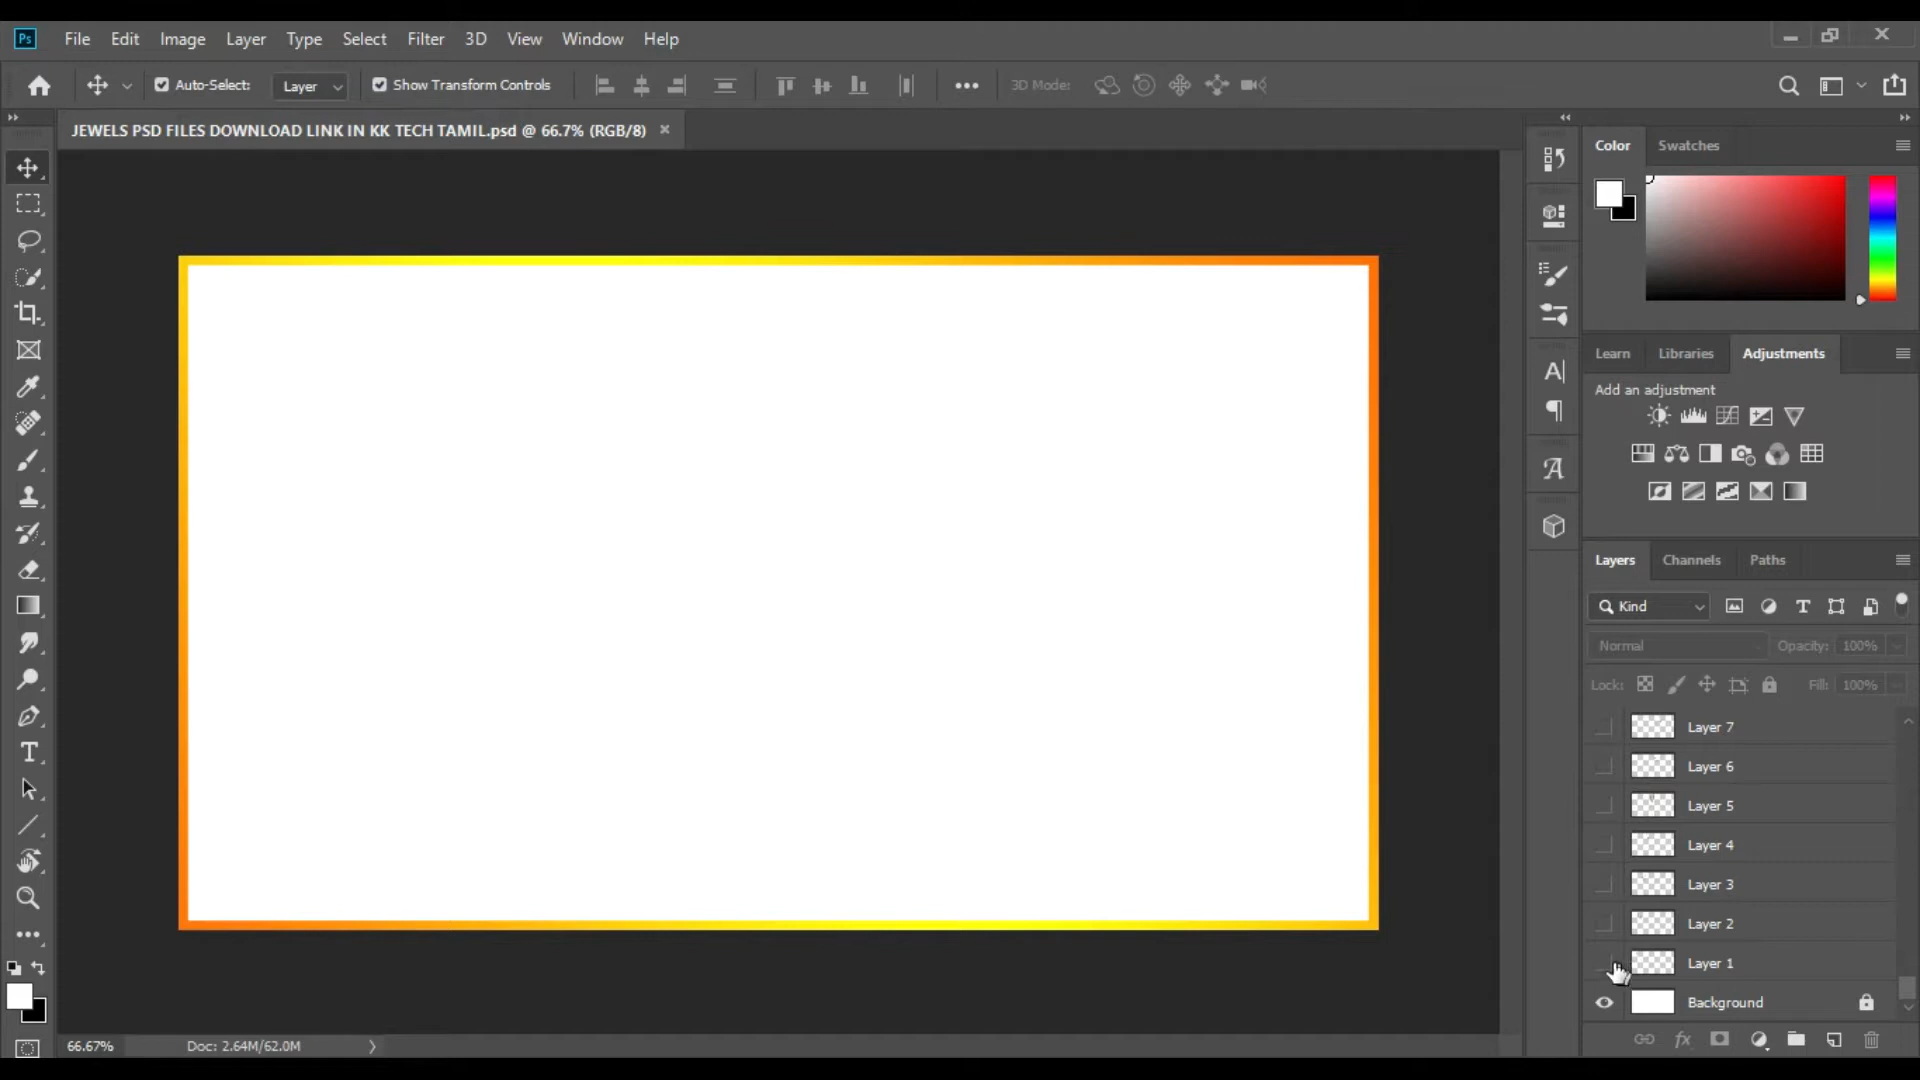 Ps File Edit Image Layer Type Select Filter 3D View Window Help
Auto-Select: Layer Show Transform Controls 3D Mode:
JEWELS PSD FILES DOWNLOAD LINK IN KK TECH TAMIL.psd @ 66.7% (RGB/8)
Color Swatches
Learn Libraries Adjustments
Add an adjustment
Layers Channels Paths
Kind
Normal Opacity: 100%
Lock: Fill: 100%
Layer 7
Layer 6
Layer 5
Layer 4
Layer 3
Layer 2
Layer 1
Background
66.67% Doc: 2.64M/62.0M